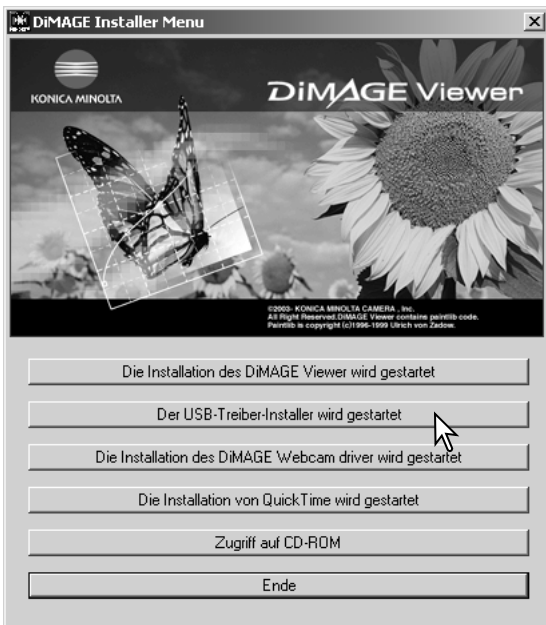 DiMAGE Installer Menu
KONICA MINOLTA
DiMAGE Viewer
©2003- KONICA MINOLTA CAMERA , Inc.
All Right Reserved.DiMAGE Viewer contains paintlib code.
Paintlib is copyright (c)1996-1999 Ulrich von Zadow.
Die Installation des DiMAGE Viewer wird gestartet
Der USB-Treiber-Installer wird gestartet
Die Installation des DiMAGE Webcam driver wird gestartet
Die Installation von QuickTime wird gestartet
Zugriff auf CD-ROM
Ende